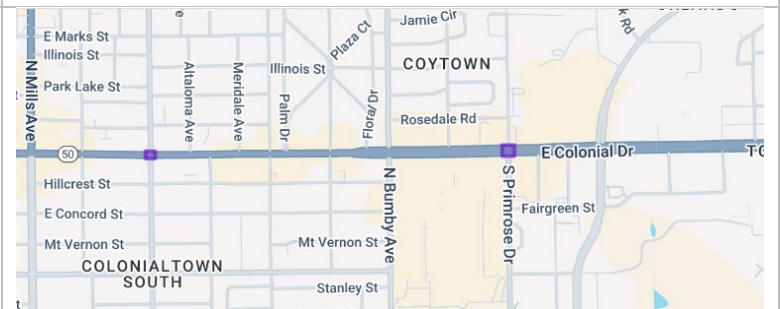 Jamie Cir
E Marks St
Plaza Ct
Illinois St
COYTOWN
Illinois St
Park Lake St
N Mills Ave
Altaloma Ave
Meridale Ave
Palm Dr
Flora Dr
Rosedale Rd
50
E Colonial Dr
Hillcrest St
N Bumby Ave
S Primrose Dr
E Concord St
Fairgreen St
Mt Vernon St
Mt Vernon St
COLONIALTOWN
SOUTH
Stanley St